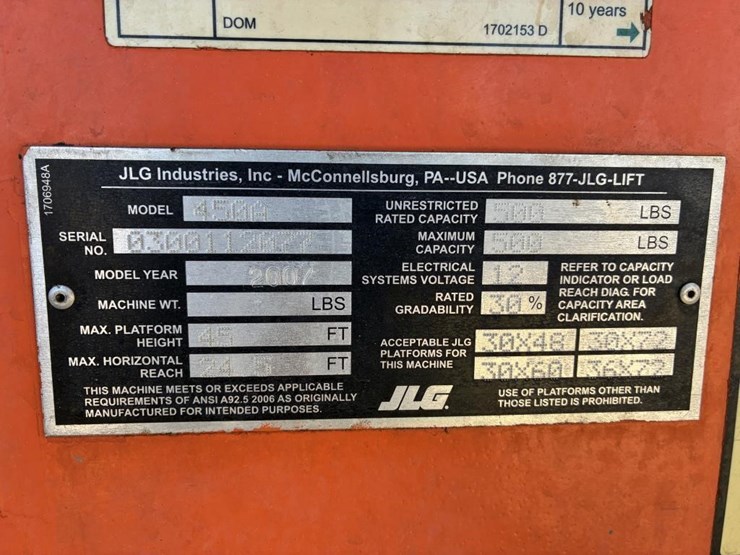 DOM
1702153 D
10 years
1706948A
JLG Industries, Inc - McConnellsburg, PA--USA Phone 877-JLG-LIFT
MODEL 450A
SERIAL NO.
MODEL YEAR 2007
MACHINE WT. LBS
MAX. PLATFORM HEIGHT 45 FT
MAX. HORIZONTAL REACH FT
THIS MACHINE MEETS OR EXCEEDS APPLICABLE
REQUIREMENTS OF ANSI A92.5 2006 AS ORIGINALLY
MANUFACTURED FOR INTENDED PURPOSES.
UNRESTRICTED RATED CAPACITY 500 LBS
MAXIMUM CAPACITY 500 LBS
ELECTRICAL SYSTEMS VOLTAGE 12
RATED GRADABILITY 30 %
REFER TO CAPACITY
INDICATOR OR LOAD
REACH DIAG. FOR
CAPACITY AREA
CLARIFICATION.
ACCEPTABLE JLG
PLATFORMS FOR
THIS MACHINE
30X48 30X72
30X60 36X72
JLG.
USE OF PLATFORMS OTHER THAN
THOSE LISTED IS PROHIBITED.